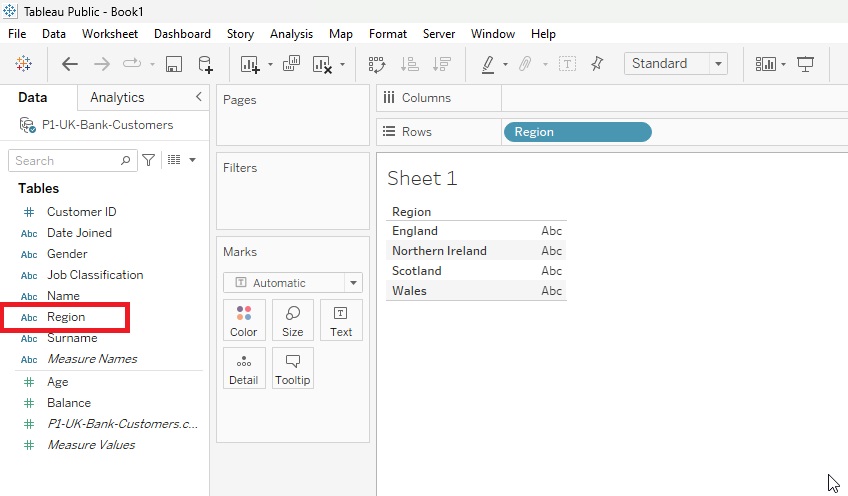 Tableau Public - Book1
File Data Worksheet Dashboard Story Analysis Map Format Server Window Help
Standard
Data Analytics
P1-UK-Bank-Customers
Search
Tables
# Customer ID
Abc Date Joined
Abc Gender
Abc Job Classification
Abc Name
Abc Region
Abc Surname
Abc Measure Names
# Age
# Balance
# P1-UK-Bank-Customers.c...
# Measure Values
Pages
Filters
Marks
T Automatic
Color Size T Text
Detail Tooltip
Columns
Rows Region
Sheet 1
Region
England Abc
Northern Ireland Abc
Scotland Abc
Wales Abc